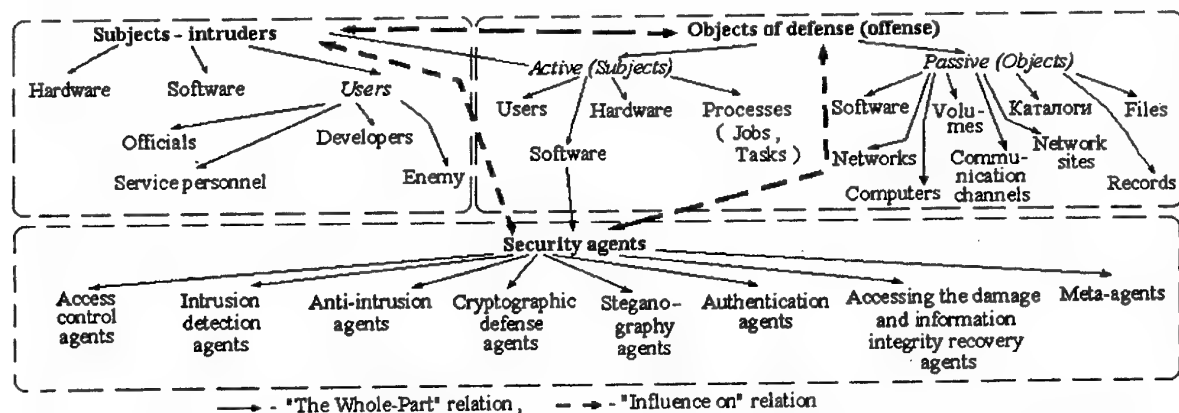 Subjects - intruders
Objects of defense (offense)
Hardware
Software
Users
Officials
Developers
Service personnel
Enemy
Active (Subjects)
Users
Hardware
Processes
( Jobs,
Tasks )
Software
Passive (Objects)
Software
Volu-
mes
Каталоги
Files
Networks
Computers
Commu-
nication
channels
Network
sites
Records
Security agents
Access
control
agents
Intrusion
detection
agents
Anti-intrusion
agents
Cryptographic
defense agents
Stegano-
graphy
agents
Authentication
agents
Accessing the damage
and information
integrity recovery
agents
Meta-agents
- "The Whole-Part" relation,
- "Influence on" relation